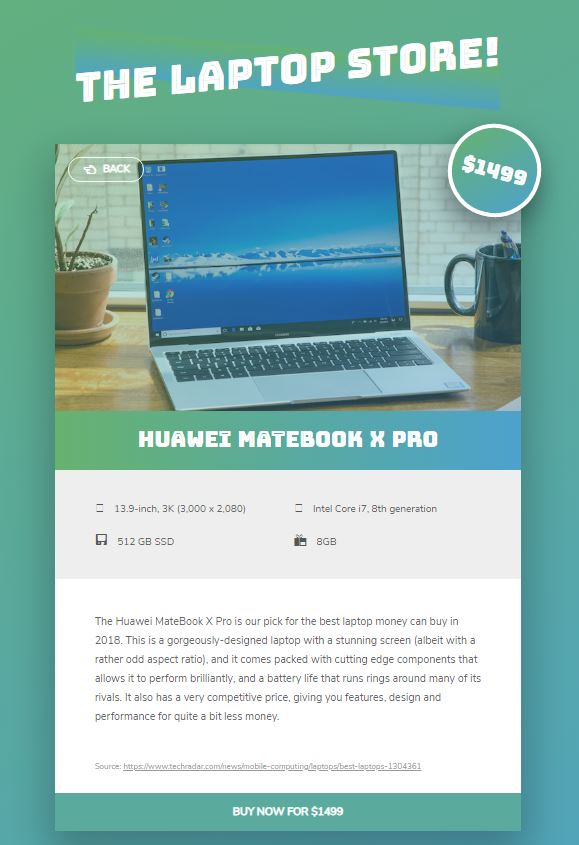 THE LAPTOP STORE!
BACK
$1499
HUAWEI MATEBOOK X PRO
13.9-inch, 3K (3,000 x 2,080)
Intel Core i7, 8th generation
512 GB SSD
8GB
The Huawei MateBook X Pro is our pick for the best laptop money can buy in
2018. This is a gorgeously-designed laptop with a stunning screen (albeit with a
rather odd aspect ratio), and it comes packed with cutting edge components that
allows it to perform brilliantly, and a battery life that runs rings around many of its
rivals. It also has a very competitive price, giving you features, design and
performance for quite a bit less money.
Source: https://www.techradar.com/news/mobile-computing/laptops/best-laptops-1304361
BUY NOW FOR $1499